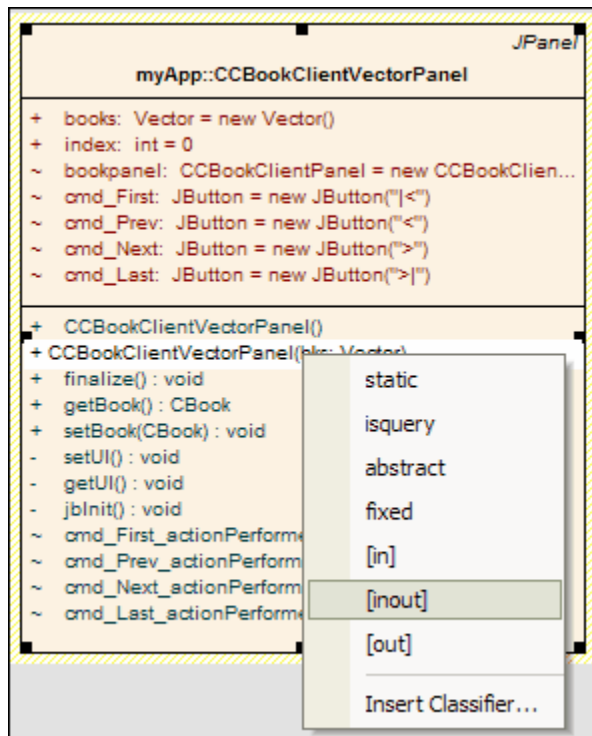 JPanel
myApp::CCBookClientVectorPanel
+ books: Vector = new Vector()
+ index: int = 0
~ bookpanel: CCBookClientPanel = new CCBookClien...
~ cmd_First: JButton = new JButton("|<")
~ cmd_Prev: JButton = new JButton("<")
~ cmd_Next: JButton = new JButton(">")
~ cmd_Last: JButton = new JButton(">|")
+ CCBookClientVectorPanel()
+ CCBookClientVectorPanel(bks: Vector)
+ finalize() : void
+ getBook() : CBook
+ setBook(CBook) : void
- setUI() : void
- getUI() : void
- jbInit() : void
~ cmd_First_actionPerforme
~ cmd_Prev_actionPerform
~ cmd_Next_actionPerform
~ cmd_Last_actionPerforme
static
isquery
abstract
fixed
[in]
[inout]
[out]
Insert Classifier...